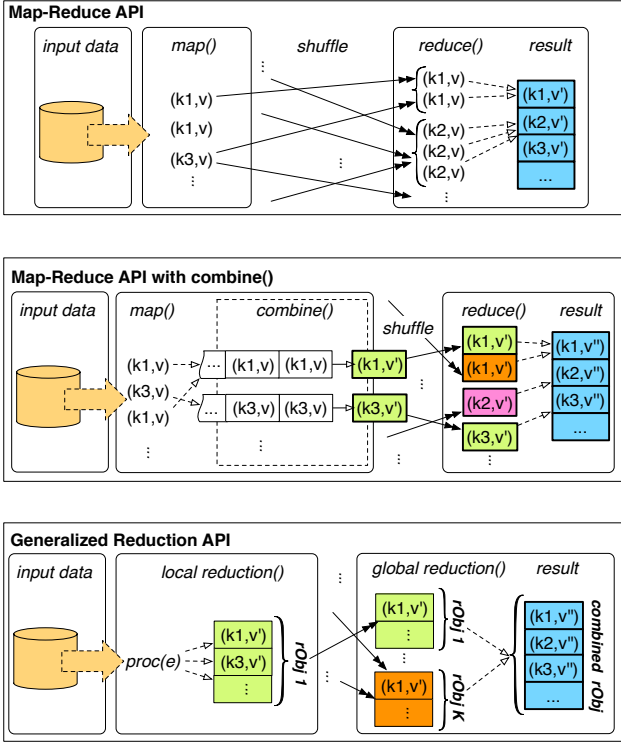 Map-Reduce API
input data
map()
shuffle
reduce()
result
(k1,v)
(k1,v)
(k3,v)
...
...
...
(k1,v)
(k1,v)
(k2,v)
(k2,v)
(k2,v)
...
(k1,v')
(k2,v')
(k3,v')
...
Map-Reduce API with combine()
input data
map()
combine()
shuffle
reduce()
result
(k1,v)
(k3,v)
(k1,v)
...
... (k1,v) (k1,v)
(k1,v')
... (k3,v) (k3,v)
(k3,v')
...
...
...
(k1,v')
(k1,v')
(k2,v')
(k3,v')
...
(k1,v'')
(k2,v'')
(k3,v'')
...
Generalized Reduction API
input data
local reduction()
global reduction()
result
proc(e)
(k1,v')
(k3,v')
...
rObj 1
...
...
(k1,v')
...
rObj 1
...
(k1,v')
...
rObj K
(k1,v'')
(k2,v'')
(k3,v'')
...
combined rObj